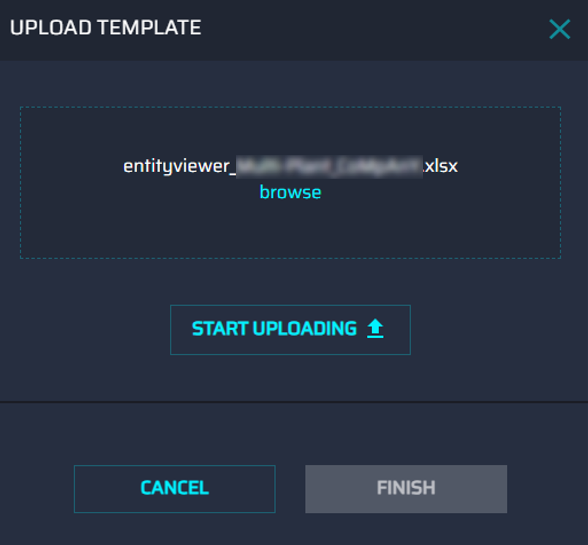 UPLOAD TEMPLATE
entityviewer_ .xlsx
browse
START UPLOADING
CANCEL
FINISH